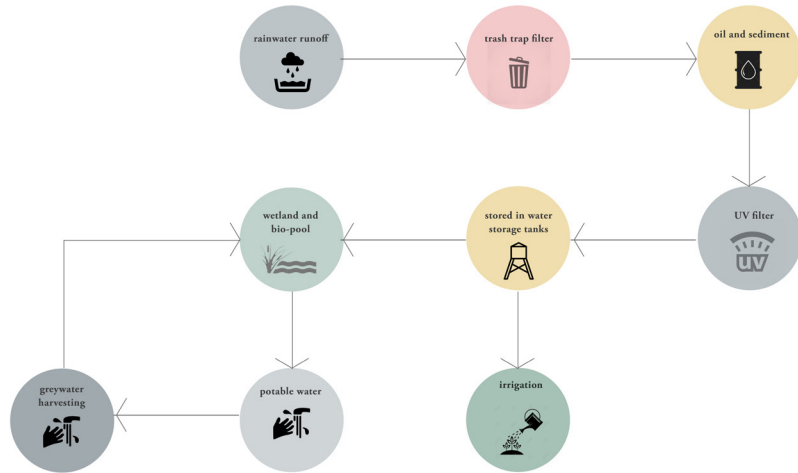 rainwater runoff
trash trap filter
oil and sediment
wetland and
bio-pool
stored in water
storage tanks
UV filter
uv
greywater
harvesting
potable water
irrigation